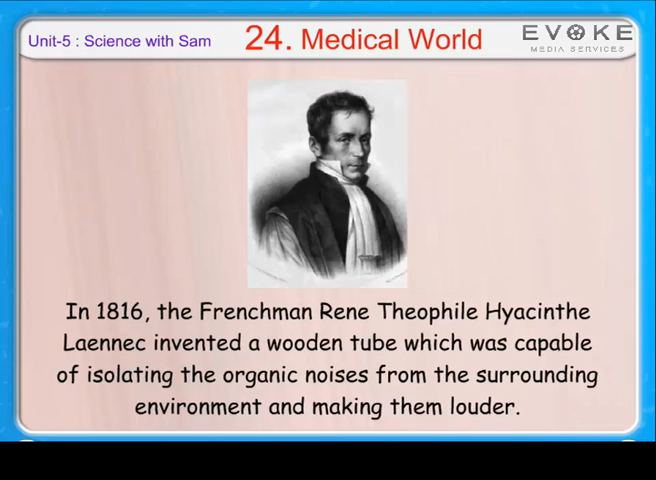 Unit-5 : Science with Sam
24. Medical World
EVOKE
MEDIA SERVICES
In 1816, the Frenchman Rene Theophile Hyacinthe
Laennec invented a wooden tube which was capable
of isolating the organic noises from the surrounding
environment and making them louder.